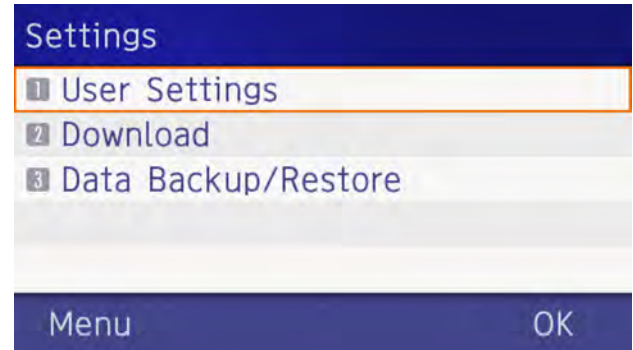 Settings
1 User Settings
2 Download
3 Data Backup/Restore
Menu OK